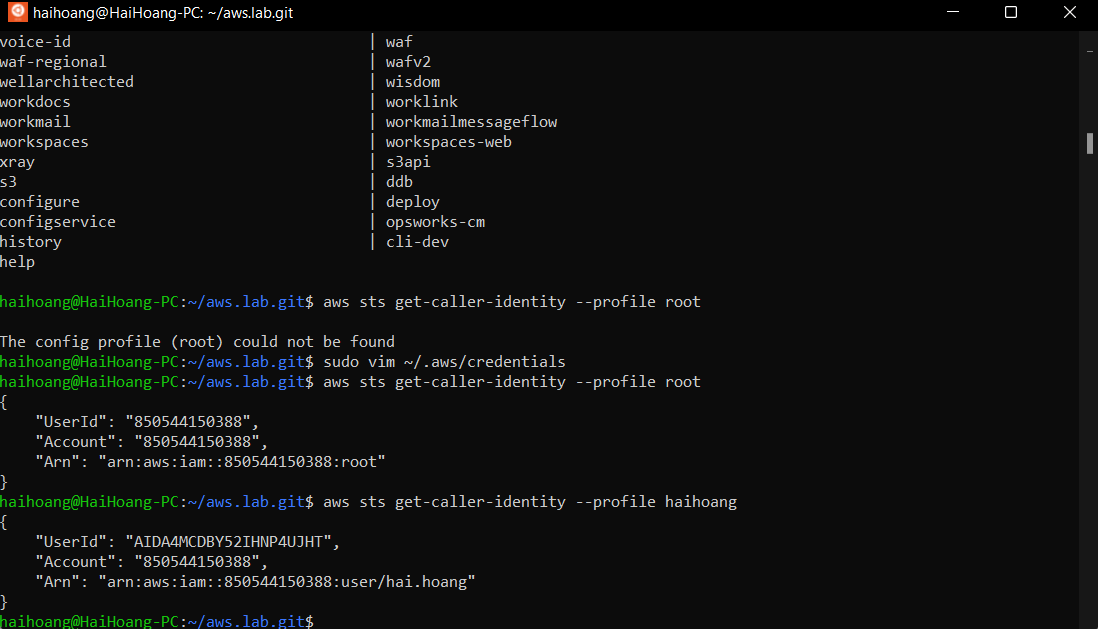 haihoang@HaiHoang-PC: ~/aws.lab.git
voice-id | waf
waf-regional | wafv2
wellarchitected | wisdom
workdocs | worklink
workmail | workmailmessageflow
workspaces | workspaces-web
xray | s3api
s3 | ddb
configure | deploy
configservice | opsworks-cm
history | cli-dev
help
haihoang@HaiHoang-PC:~/aws.lab.git$ aws sts get-caller-identity --profile root
The config profile (root) could not be found
haihoang@HaiHoang-PC:~/aws.lab.git$ sudo vim ~/.aws/credentials
haihoang@HaiHoang-PC:~/aws.lab.git$ aws sts get-caller-identity --profile root
{
    "UserId": "850544150388",
    "Account": "850544150388",
    "Arn": "arn:aws:iam::850544150388:root"
}
haihoang@HaiHoang-PC:~/aws.lab.git$ aws sts get-caller-identity --profile haihoang
{
    "UserId": "AIDA4MCDBY52IHNP4UJHT",
    "Account": "850544150388",
    "Arn": "arn:aws:iam::850544150388:user/hai.hoang"
}
haihoang@HaiHoang-PC:~/aws.lab.git$